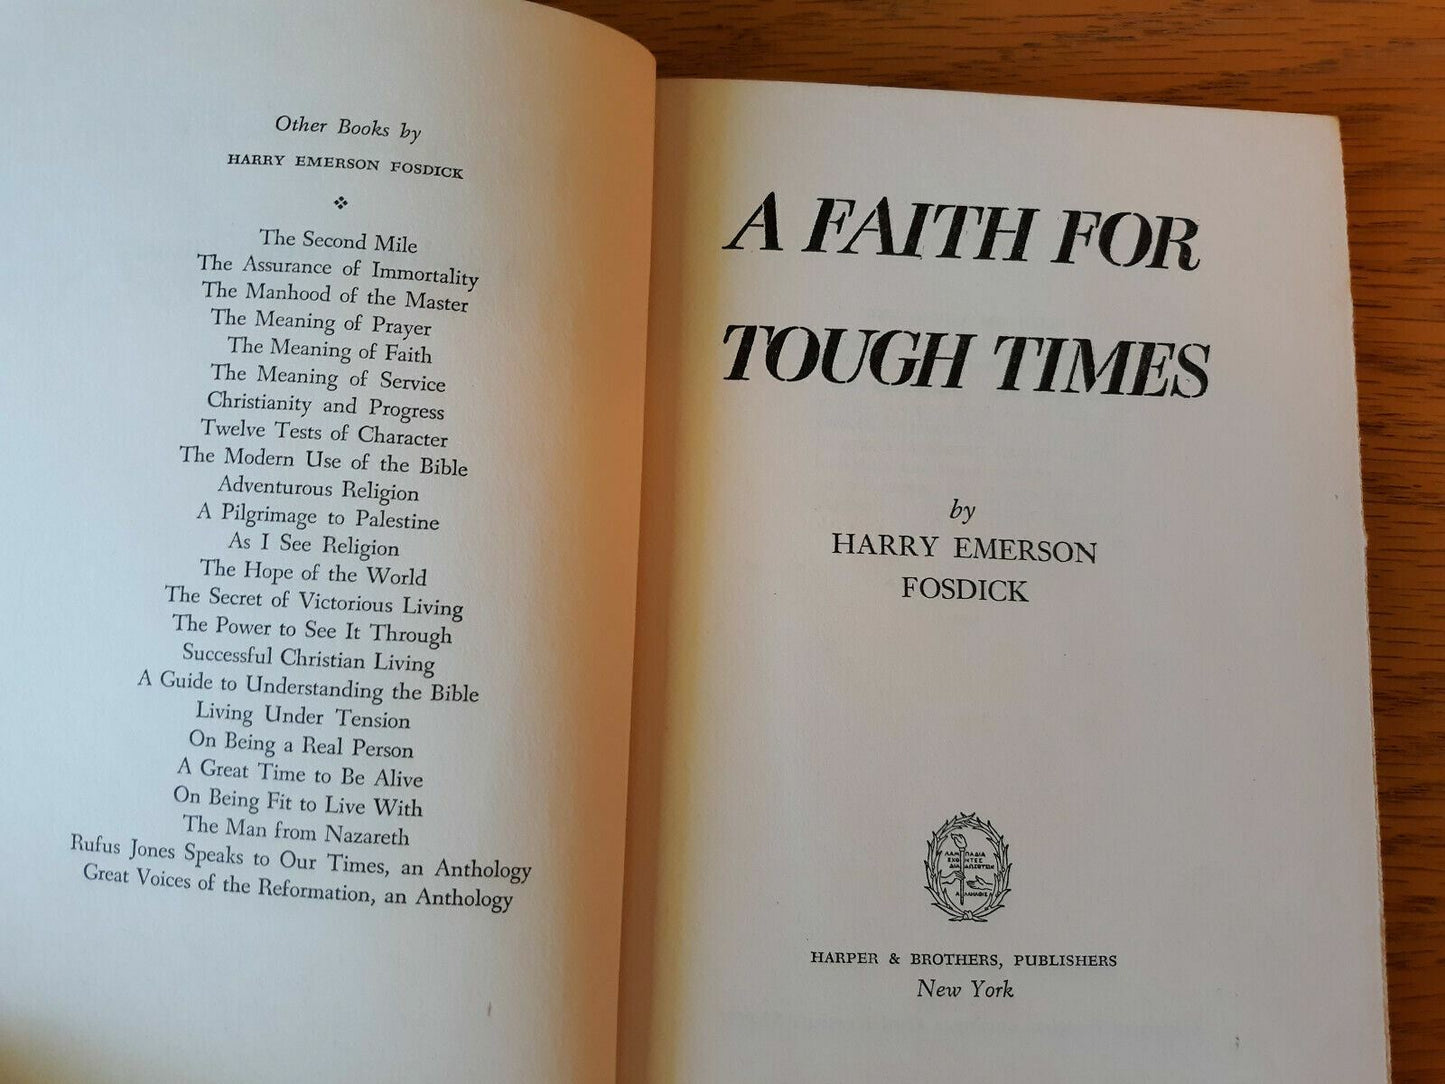 Other Books by
HARRY EMERSON FOSDICK
The Second Mile
The Assurance of Immortality
The Manhood of the Master
The Meaning of Prayer
The Meaning of Faith
The Meaning of Service
Christianity and Progress
Twelve Tests of Character
The Modern Use of the Bible
Adventurous Religion
A Pilgrimage to Palestine
As I See Religion
The Hope of the World
The Secret of Victorious Living
The Power to See It Through
Successful Christian Living
A Guide to Understanding the Bible
Living Under Tension
On Being a Real Person
A Great Time to Be Alive
On Being Fit to Live With
The Man from Nazareth
Rufus Jones Speaks to Our Times, an Anthology
Great Voices of the Reformation, an Anthology
A FAITH FOR
TOUGH TIMES
by
HARRY EMERSON
FOSDICK
ΛΑΜΠΑΔΙΑ
ΕΧΟΝΤΕΣ
HARPER & BROTHERS, PUBLISHERS
New York